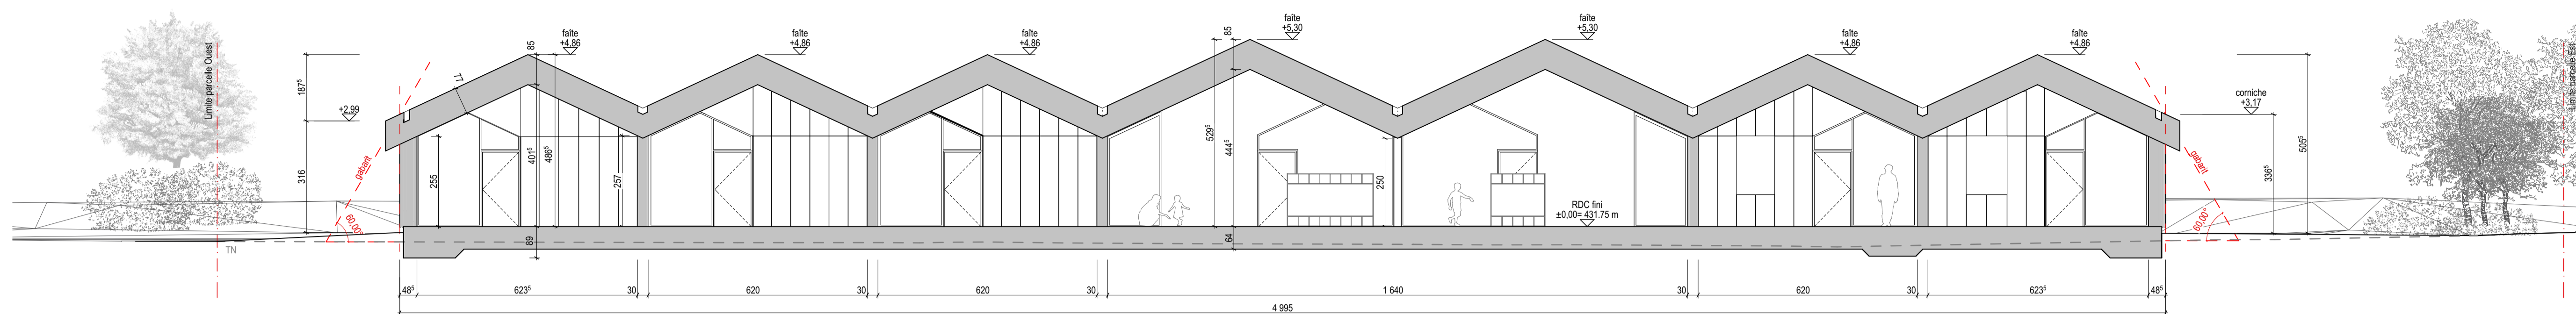 faîte
+4,86
faîte
+4,86
faîte
+4,86
faîte
+5,30
faîte
+5,30
faîte
+4,86
faîte
+4,86
Limite parcelle Ouest
187⁵
+2,99
316
gabarit
60,00°
TN
77
85
401⁵
486⁵
255
257
89
85
529⁵
444⁵
64
250
RDC fini
±0,00= 431.75 m
corniche
+3,17
gabarit
60,00°
336⁵
505⁵
48⁵
623⁵
30
620
30
620
30
1 640
30
620
30
623⁵
48⁵
4 995